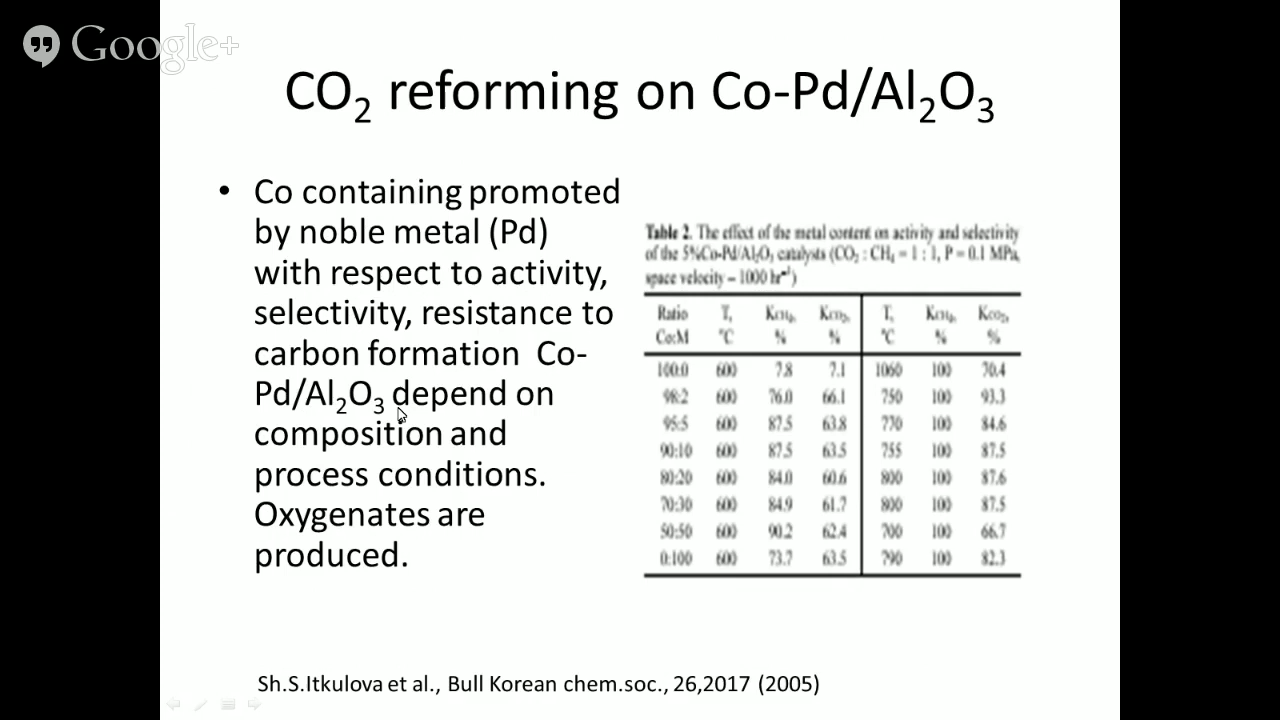 Google+
CO₂ reforming on Co-Pd/Al₂O₃
• Co containing promoted
by noble metal (Pd)
with respect to activity,
selectivity, resistance to
carbon formation Co-
Pd/Al₂O₃ depend on
composition and
process conditions.
Oxygenates are
produced.
Table 2. The effect of the metal content on activity and selectivity
of the 5%Co-Pd/Al₂O₃ catalysts (CO₂ : CH₄ = 1 : 1, P = 0.1 MPa,
space velocity – 1000 hr⁻¹)
Ratio T, K_CH4, K_CO2, T, K_CH4, K_CO2,
Co:M °C % % °C % %
100:0 600 7.8 7.1 1060 100 70.4
98:2 600 76.0 66.1 750 100 93.3
95:5 600 87.5 63.8 770 100 84.6
90:10 600 87.5 63.5 755 100 87.5
80:20 600 84.0 60.6 800 100 87.6
70:30 600 84.9 61.7 800 100 87.5
50:50 600 90.2 62.4 700 100 66.7
0:100 600 73.7 63.5 790 100 82.3
Sh.S.Itkulova et al., Bull Korean chem.soc., 26,2017 (2005)